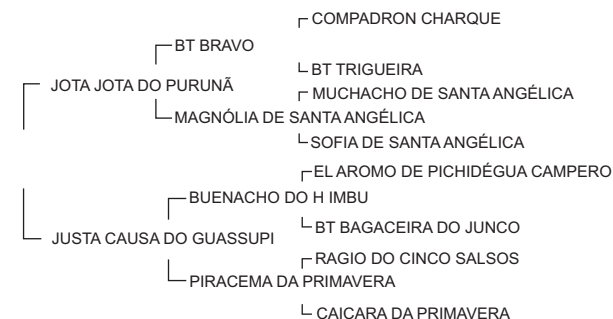 COMPADRON CHARQUE
BT BRAVO
BT TRIGUEIRA
JOTA JOTA DO PURUNÃ
MUCHACHO DE SANTA ANGÉLICA
MAGNÓLIA DE SANTA ANGÉLICA
SOFIA DE SANTA ANGÉLICA
EL AROMO DE PICHIDÉGUA CAMPERO
BUENACHO DO H IMBU
BT BAGACEIRA DO JUNCO
JUSTA CAUSA DO GUASSUPI
RAGIO DO CINCO SALSOS
PIRACEMA DA PRIMAVERA
CAICARA DA PRIMAVERA